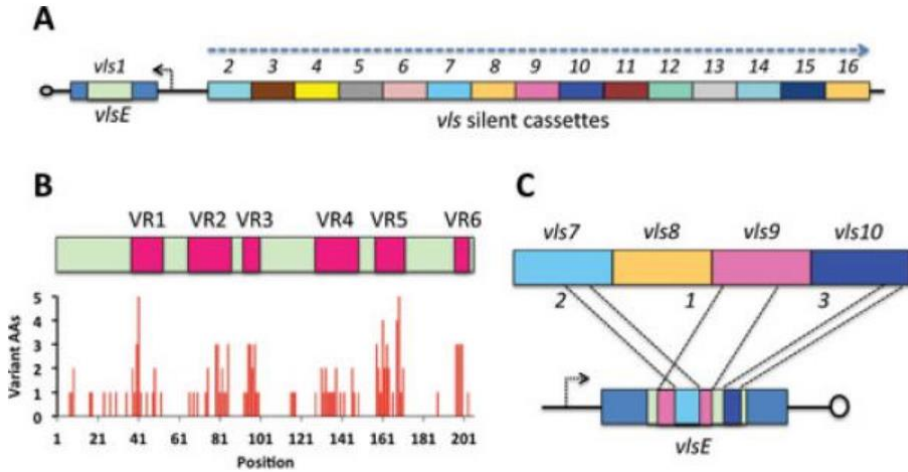 A
vls1
2 3 4 5 6 7 8 9 10 11 12 13 14 15 16
vlsE
vls silent cassettes
B
VR1 VR2 VR3 VR4 VR5 VR6
Variant AAs
5
4
3
2
1
0
1 21 41 61 81 101 121 141 161 181 201
Position
C
vls7 vls8 vls9 vls10
2 1 3
vlsE